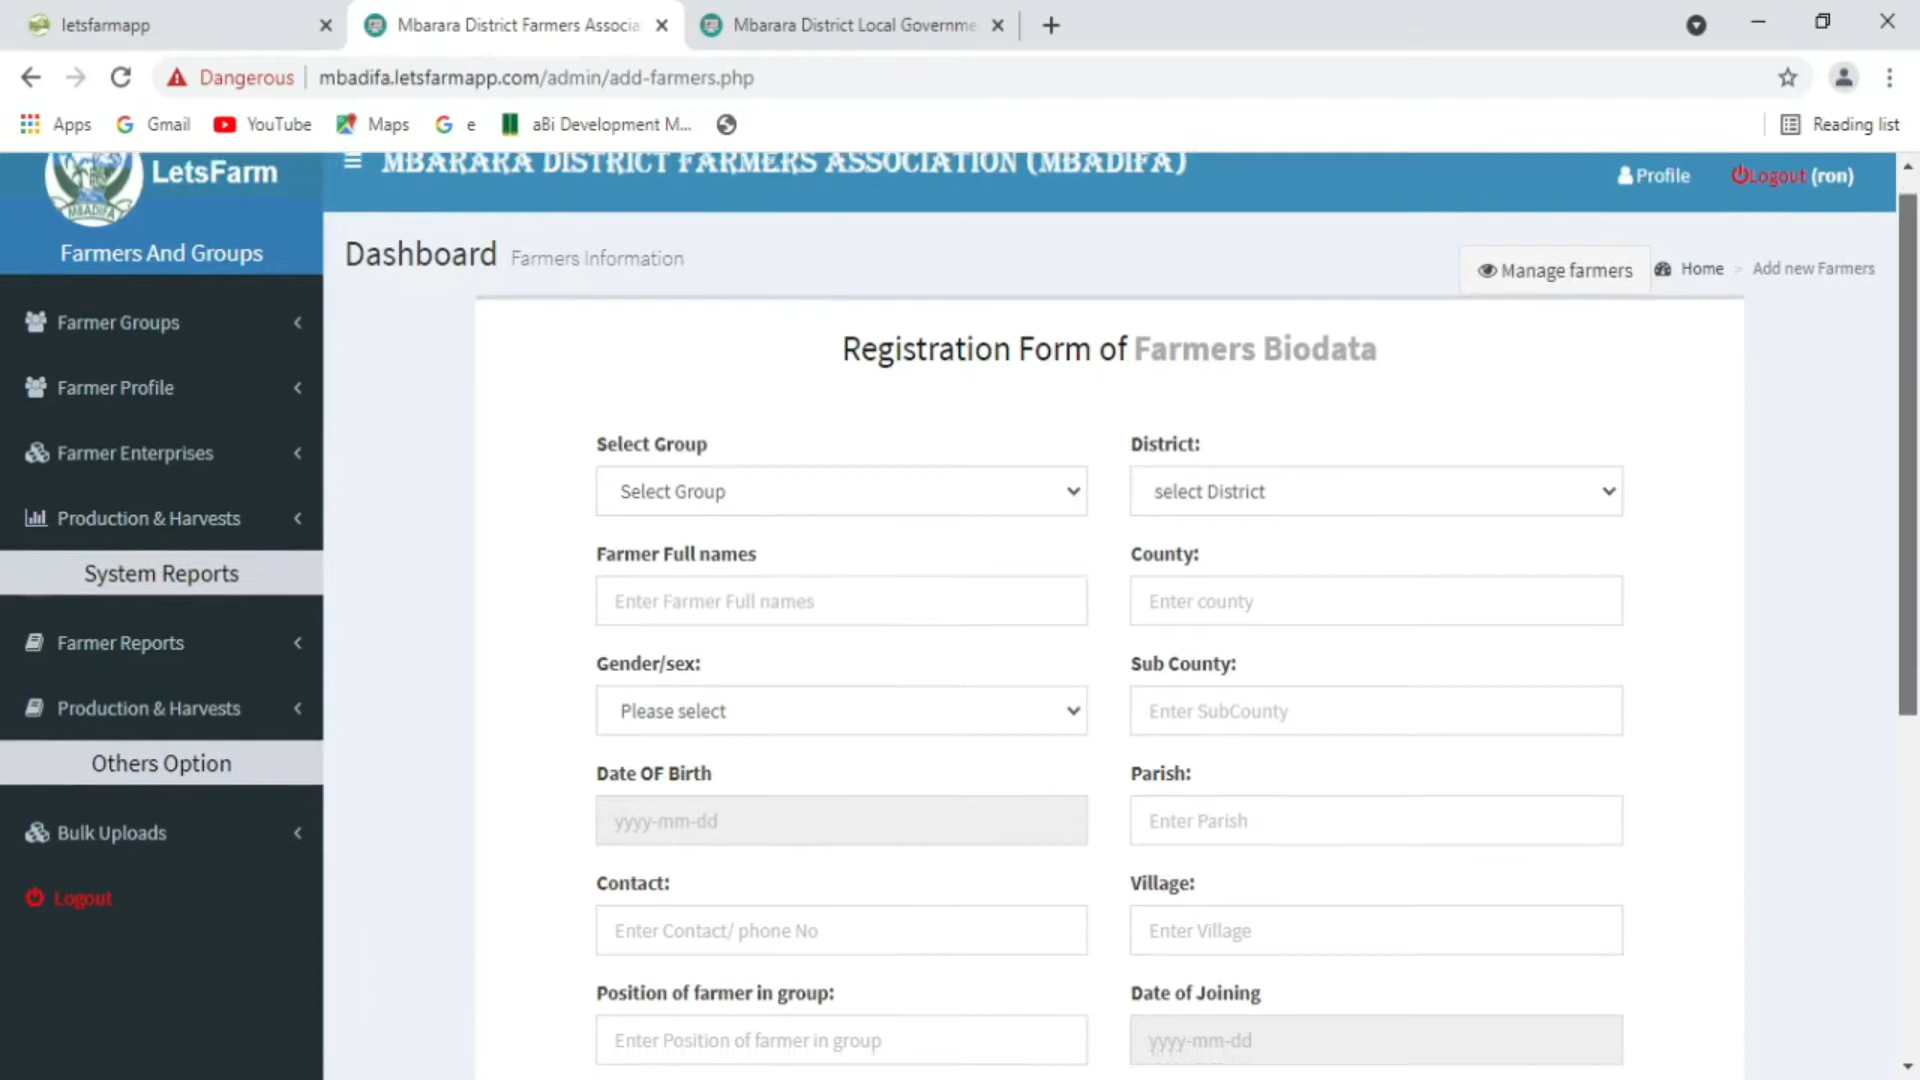 letsfarmapp
Mbarara District Farmers Associa
Mbarara District Local Governme
Dangerous mbadifa.letsfarmapp.com/admin/add-farmers.php
Apps Gmail YouTube Maps e aBi Development M... Reading list
MBADIFA
LetsFarm
MBARARA DISTRICT FARMERS ASSOCIATION (MBADIFA)
Profile Logout (ron)
Farmers And Groups
Farmer Groups
Farmer Profile
Farmer Enterprises
Production & Harvests
System Reports
Farmer Reports
Production & Harvests
Others Option
Bulk Uploads
Logout
Dashboard Farmers Information
Manage farmers Home > Add new Farmers
Registration Form of Farmers Biodata
Select Group
Select Group
District:
select District
Farmer Full names
Enter Farmer Full names
County:
Enter county
Gender/sex:
Please select
Sub County:
Enter SubCounty
Date OF Birth
yyyy-mm-dd
Parish:
Enter Parish
Contact:
Enter Contact/ phone No
Village:
Enter Village
Position of farmer in group:
Enter Position of farmer in group
Date of Joining
yyyy-mm-dd